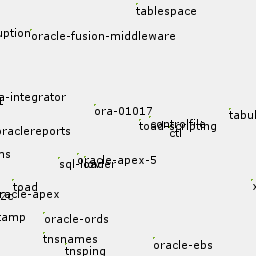 tablespace
uption
oracle-fusion-middleware
a-integrator
ora-01017
tabul
controlfile
toad-scripting
ctl
oraclereports
ns
oracle-apex-5
sql-loader
toad
oracle-apex
tamp
oracle-ords
tnsnames
oracle-ebs
tnsping